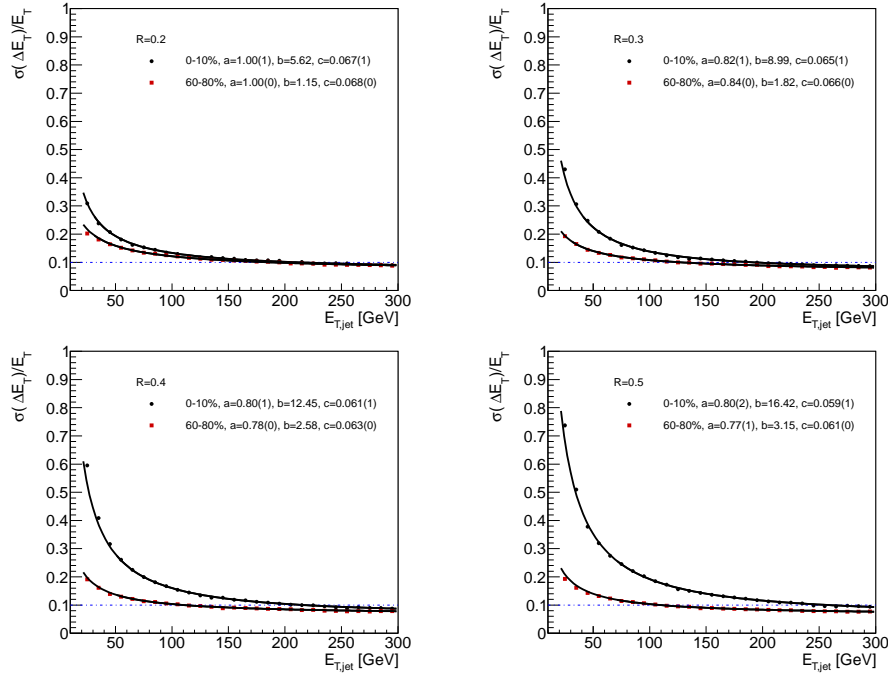 σ( ΔE_T)/E_T
1
0.9
0.8
0.7
0.6
0.5
0.4
0.3
0.2
0.1
0
R=0.2
0-10%, a=1.00(1), b=5.62, c=0.067(1)
60-80%, a=1.00(0), b=1.15, c=0.068(0)
50 100 150 200 250 300
E_T,jet [GeV]
σ( ΔE_T)/E_T
1
0.9
0.8
0.7
0.6
0.5
0.4
0.3
0.2
0.1
0
R=0.3
0-10%, a=0.82(1), b=8.99, c=0.065(1)
60-80%, a=0.84(0), b=1.82, c=0.066(0)
50 100 150 200 250 300
E_T,jet [GeV]
σ( ΔE_T)/E_T
1
0.9
0.8
0.7
0.6
0.5
0.4
0.3
0.2
0.1
0
R=0.4
0-10%, a=0.80(1), b=12.45, c=0.061(1)
60-80%, a=0.78(0), b=2.58, c=0.063(0)
50 100 150 200 250 300
E_T,jet [GeV]
σ( ΔE_T)/E_T
1
0.9
0.8
0.7
0.6
0.5
0.4
0.3
0.2
0.1
0
R=0.5
0-10%, a=0.80(2), b=16.42, c=0.059(1)
60-80%, a=0.77(1), b=3.15, c=0.061(0)
50 100 150 200 250 300
E_T,jet [GeV]